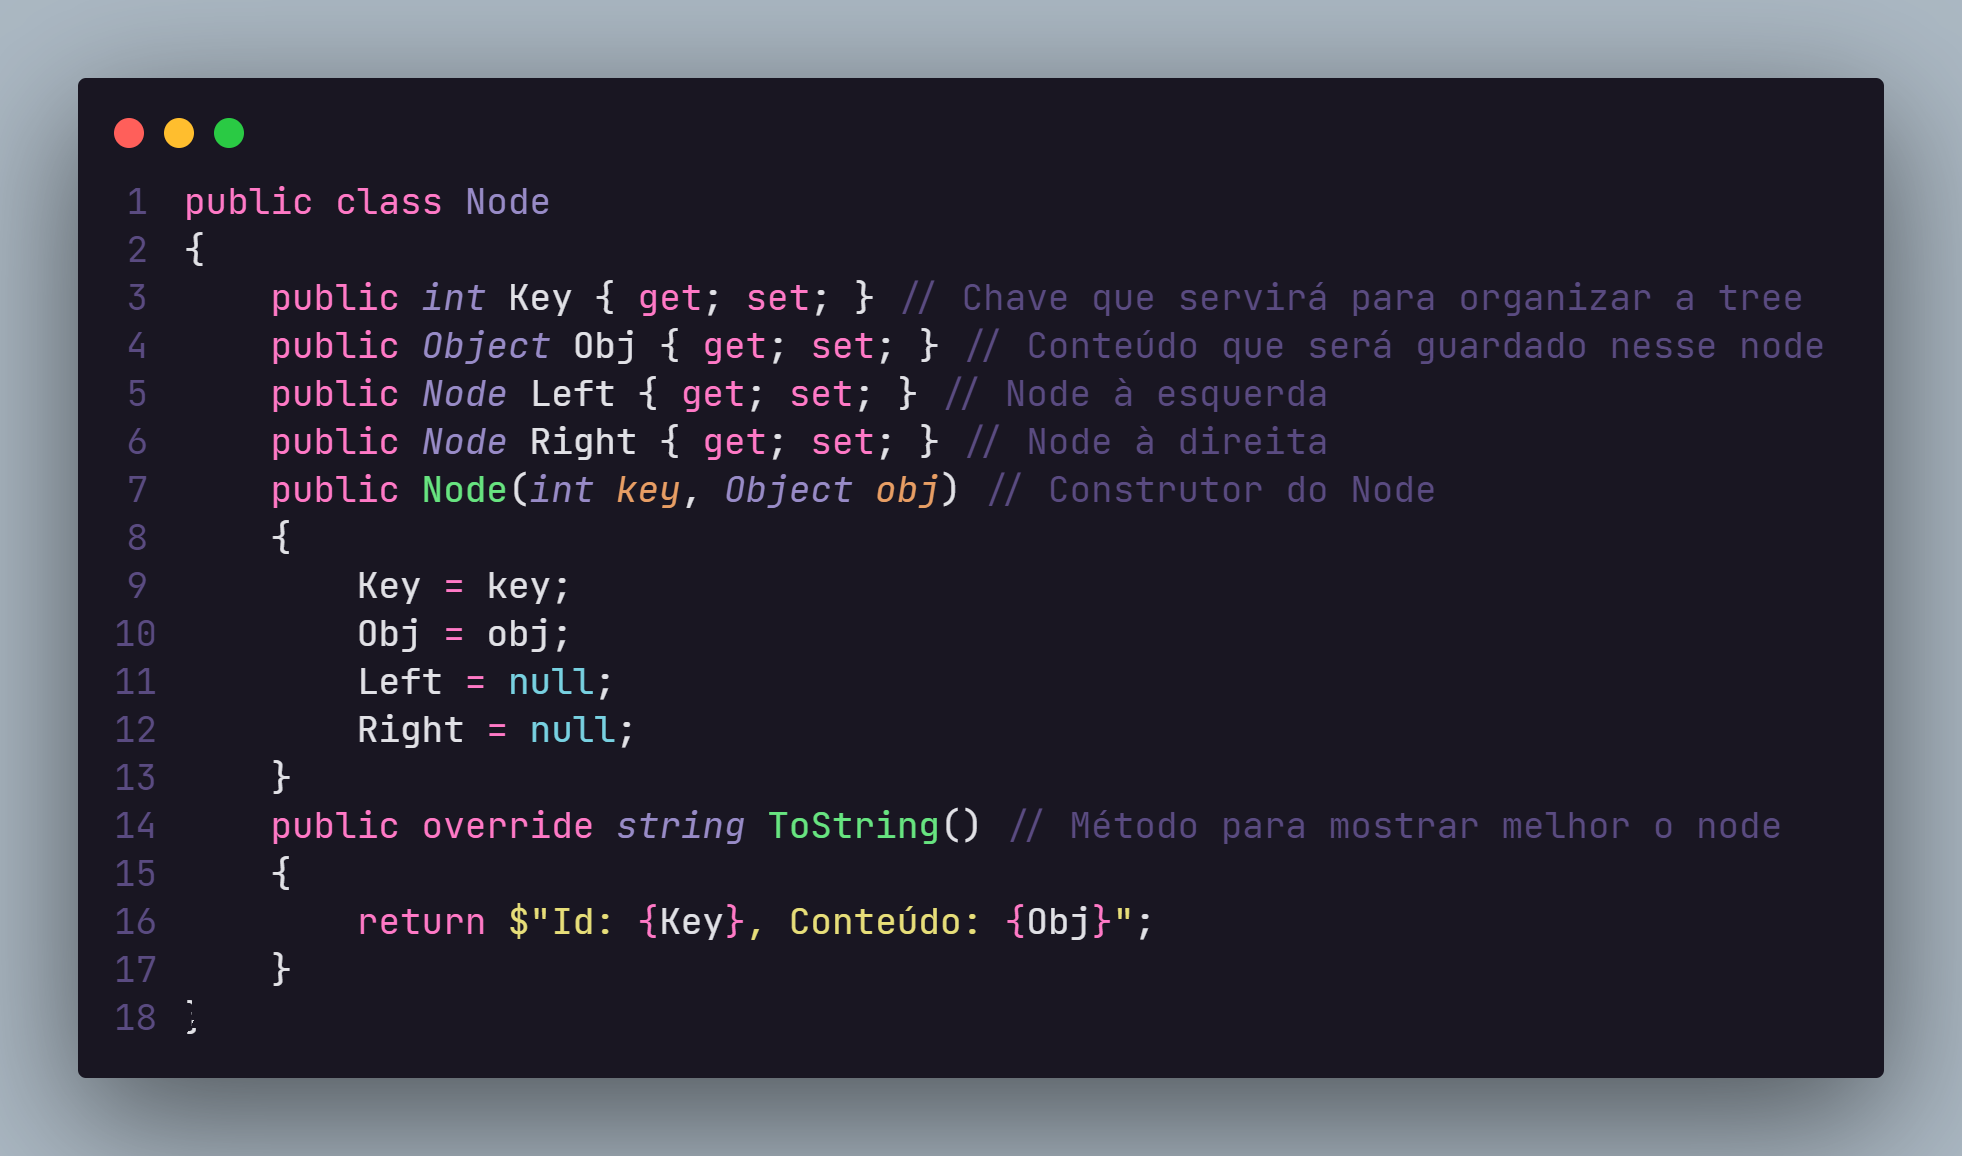 1 public class Node
2 {
3     public int Key { get; set; } // Chave que servirá para organizar a tree
4     public Object Obj { get; set; } // Conteúdo que será guardado nesse node
5     public Node Left { get; set; } // Node à esquerda
6     public Node Right { get; set; } // Node à direita
7     public Node(int key, Object obj) // Construtor do Node
8     {
9         Key = key;
10         Obj = obj;
11         Left = null;
12         Right = null;
13     }
14     public override string ToString() // Método para mostrar melhor o node
15     {
16         return $"Id: {Key}, Conteúdo: {Obj}";
17     }
18 }